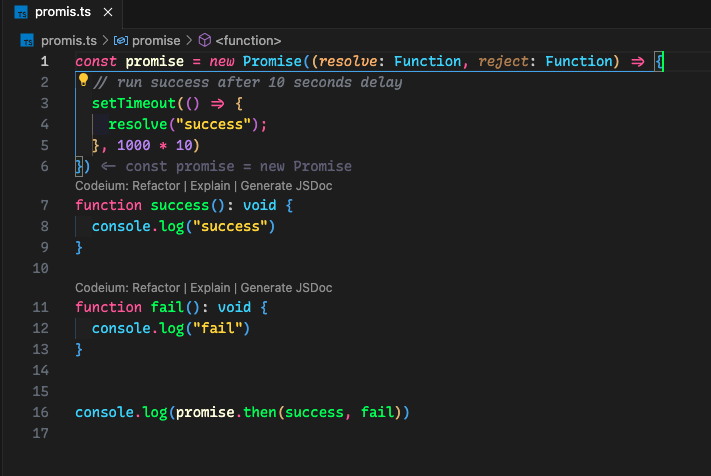 TS promis.ts ×
TS promis.ts > promise > <function>
1 const promise = new Promise((resolve: Function, reject: Function) => {
2 // run success after 10 seconds delay
3 setTimeout(() => {
4 resolve("success");
5 }, 1000 * 10)
6 }) <- const promise = new Promise
Codeium: Refactor | Explain | Generate JSDoc
7 function success(): void {
8 console.log("success")
9 }
10
Codeium: Refactor | Explain | Generate JSDoc
11 function fail(): void {
12 console.log("fail")
13 }
14
15
16 console.log(promise.then(success, fail))
17